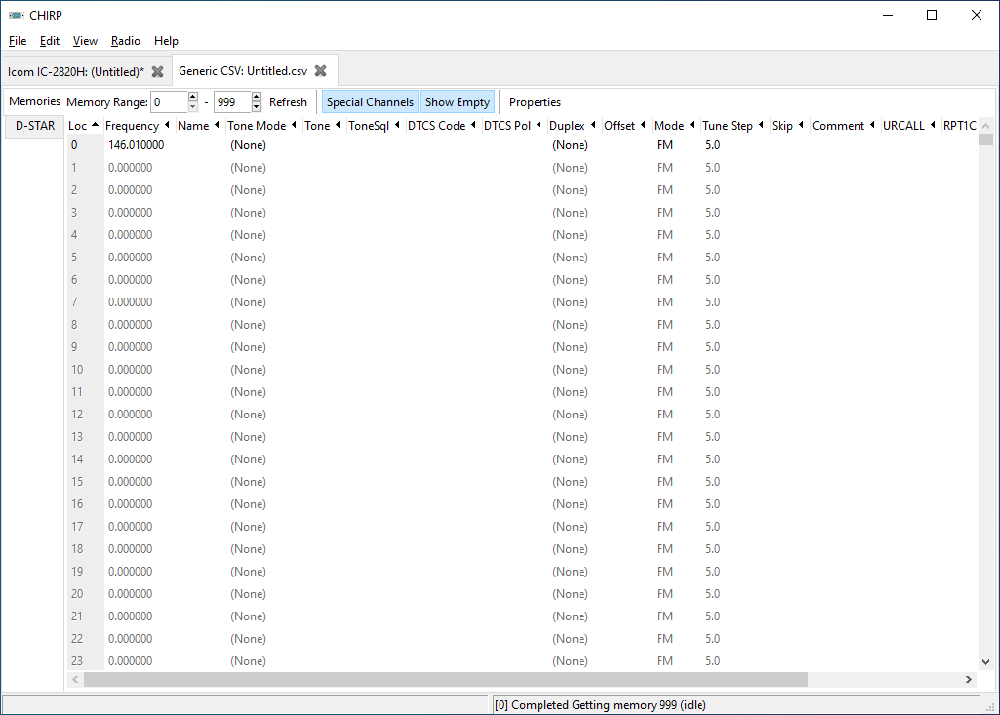 CHIRP
File Edit View Radio Help
Icom IC-2820H: (Untitled)* Generic CSV: Untitled.csv
Memories Memory Range: 0 - 999 Refresh Special Channels Show Empty Properties
D-STAR Loc Frequency Name Tone Mode Tone ToneSql DTCS Code DTCS Pol Duplex Offset Mode Tune Step Skip Comment URCALL RPT1C
0 146.010000 (None) (None) FM 5.0
1 0.000000 (None) (None) FM 5.0
2 0.000000 (None) (None) FM 5.0
3 0.000000 (None) (None) FM 5.0
4 0.000000 (None) (None) FM 5.0
5 0.000000 (None) (None) FM 5.0
6 0.000000 (None) (None) FM 5.0
7 0.000000 (None) (None) FM 5.0
8 0.000000 (None) (None) FM 5.0
9 0.000000 (None) (None) FM 5.0
10 0.000000 (None) (None) FM 5.0
11 0.000000 (None) (None) FM 5.0
12 0.000000 (None) (None) FM 5.0
13 0.000000 (None) (None) FM 5.0
14 0.000000 (None) (None) FM 5.0
15 0.000000 (None) (None) FM 5.0
16 0.000000 (None) (None) FM 5.0
17 0.000000 (None) (None) FM 5.0
18 0.000000 (None) (None) FM 5.0
19 0.000000 (None) (None) FM 5.0
20 0.000000 (None) (None) FM 5.0
21 0.000000 (None) (None) FM 5.0
22 0.000000 (None) (None) FM 5.0
23 0.000000 (None) (None) FM 5.0
[0] Completed Getting memory 999 (idle)